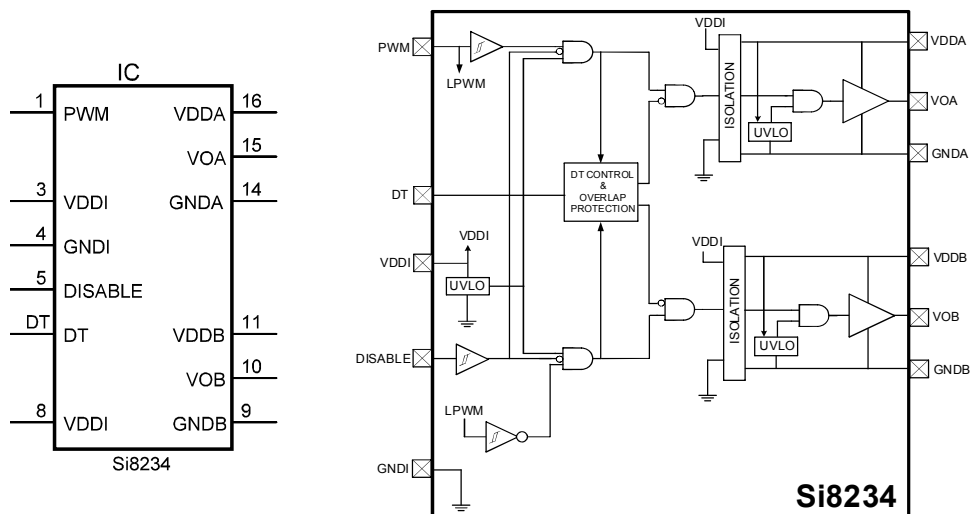 IC
1 PWM VDDA 16
VOA 15
3 VDDI GNDA 14
4 GNDI
5 DISABLE
DT DT VDDB 11
VOB 10
8 VDDI GNDB 9
Si8234
PWM
LPWM
DT
VDDI
VDDI
UVLO
DISABLE
LPWM
GNDI
DT CONTROL
&
OVERLAP
PROTECTION
VDDI
ISOLATION
UVLO
VDDA
VOA
GNDA
VDDI
ISOLATION
UVLO
VDDB
VOB
GNDB
Si8234